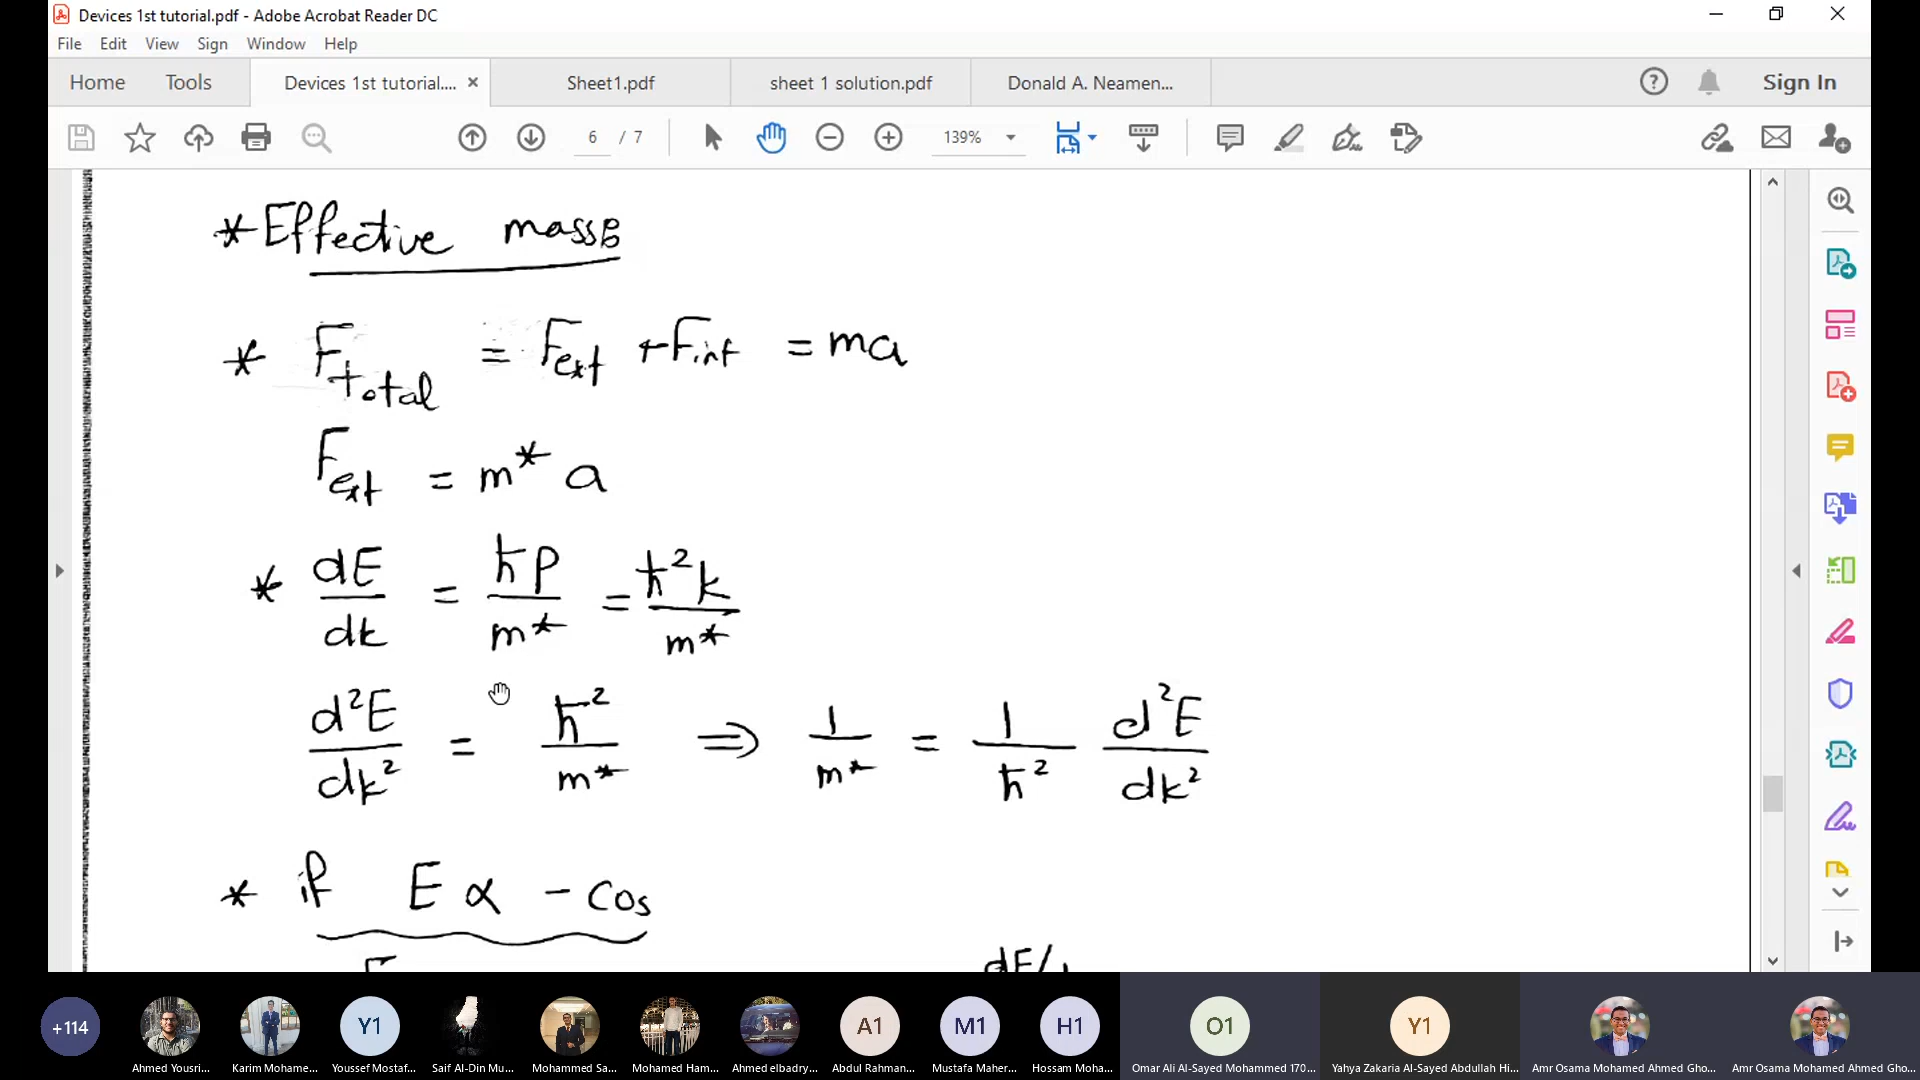 Devices 1st tutorial.pdf - Adobe Acrobat Reader DC
File Edit View Sign Window Help
Home Tools Devices 1st tutorial.... × Sheet1.pdf sheet 1 solution.pdf Donald A. Neamen... Sign In
6 / 7 139%
*Effective mass:
* F_total = F_ext + F_int = ma
F_ext = m* a
* dE/dk = ħp/m* = ħ²k/m*
d²E/dk² = ħ²/m* ⇒ 1/m* = 1/ħ² d²E/dk²
* if E α - cos
dE/
+114 Y1 A1 M1 H1 O1 Y1
Ahmed Yousri... Karim Mohame... Youssef Mostaf... Saif Al-Din Mu... Mohammed Sa... Mohamed Ham... Ahmed elbadry... Abdul Rahman... Mustafa Maher... Hossam Moha... Omar Ali Al-Sayed Mohammed 170... Yahya Zakaria Al-Sayed Abdullah Hi... Amr Osama Mohamed Ahmed Gho... Amr Osama Mohamed Ahmed Gho...